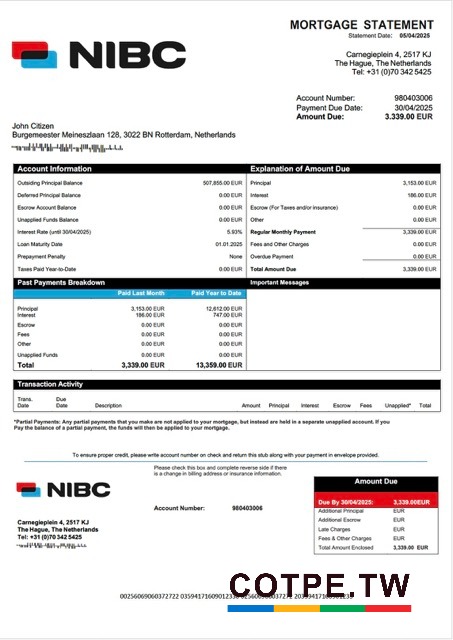 MORTGAGE STATEMENT
Statement Date: 05/04/2025
NIBC
Carnegieplein 4, 2517 KJ
The Hague, The Netherlands
Tel: +31 (0)70 342 5425
Account Number: 980403006
Payment Due Date: 30/04/2025
Amount Due: 3.339.00 EUR
John Citizen
Burgemeester Meineszlaan 128, 3022 BN Rotterdam, Netherlands
Account Information
Outsiding Principal Balance 507,855.00 EUR
Deferred Principal Balance 0.00 EUR
Escrow Account Balance 0.00 EUR
Unapplied Funds Balance 0.00 EUR
Interest Rate (until 30/04/2025) 5.93%
Loan Maturity Date 01.01.2025
Prepayment Penalty None
Taxes Paid Year-to-Date 0.00 EUR
Explanation of Amount Due
Principal 3,153.00 EUR
Interest 186.00 EUR
Escrow (For Taxes and/or insurance) 0.00 EUR
Other 0.00 EUR
Regular Monthly Payment 3,339.00 EUR
Fees and Other Charges 0.00 EUR
Overdue Payment 0.00 EUR
Total Amount Due 3,339.00 EUR
Past Payments Breakdown
Paid Last Month Paid Year to Date
Principal 3,153.00 EUR 12,612.00 EUR
Interest 186.00 EUR 747.00 EUR
Escrow 0.00 EUR 0.00 EUR
Fees 0.00 EUR 0.00 EUR
Other 0.00 EUR 0.00 EUR
Unapplied Funds 0.00 EUR 0.00 EUR
Total 3,339.00 EUR 13,359.00 EUR
Important Messages
Transaction Activity
Trans. Date Due Date Description Amount Principal Interest Escrow Fees Unapplied* Total
*Partial Payments: Any partial payments that you make are not applied to your mortgage, but instead are held in a separate unapplied account. If you
Pay the balance of a partial payment, the funds will then be applied to your mortgage.
To ensure proper credit, please write account number on check and return this stub along with your payment in envelope provided.
Please check this box and complete reverse side if there
is a change in billing address or insurance information.
NIBC
Account Number: 980403006
Carnegieplein 4, 2517 KJ
The Hague, The Netherlands
Tel: +31 (0)70 342 5425
Amount Due
Due By 30/04/2025: 3,339.00EUR
Additional Principal EUR
Additional Escrow EUR
Late Charges EUR
Fees & Other Charges EUR
Total Amount Enclosed 3,339.00 EUR
COTPE.TW